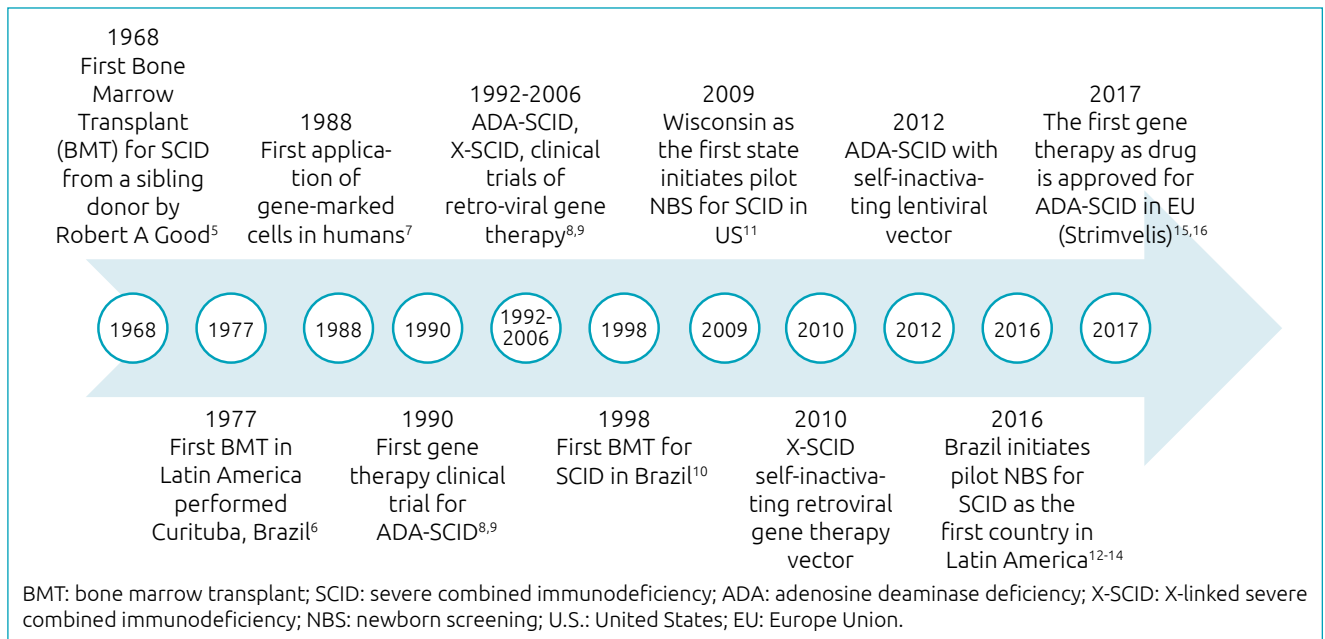 1968
First Bone
Marrow
Transplant
(BMT) for SCID
from a sibling
donor by
Robert A Good5
1988
First applica-
tion of
gene-marked
cells in humans7
1992-2006
ADA-SCID,
X-SCID, clinical
trials of
retro-viral gene
therapy8,9
2009
Wisconsin as
the first state
initiates pilot
NBS for SCID in
US11
2012
ADA-SCID with
self-inactiva-
ting lentiviral
vector
2017
The first gene
therapy as drug
is approved for
ADA-SCID in EU
(Strimvelis)15,16
1968
1977
1988
1990
1992-
2006
1998
2009
2010
2012
2016
2017
1977
First BMT in
Latin America
performed
Curituba, Brazil6
1990
First gene
therapy clinical
trial for
ADA-SCID8,9
1998
First BMT for
SCID in Brazil10
2010
X-SCID
self-inactiva-
ting retroviral
gene therapy
vector
2016
Brazil initiates
pilot NBS for
SCID as the
first country in
Latin America12-14
BMT: bone marrow transplant; SCID: severe combined immunodeficiency; ADA: adenosine deaminase deficiency; X-SCID: X-linked severe
combined immunodeficiency; NBS: newborn screening; U.S.: United States; EU: Europe Union.